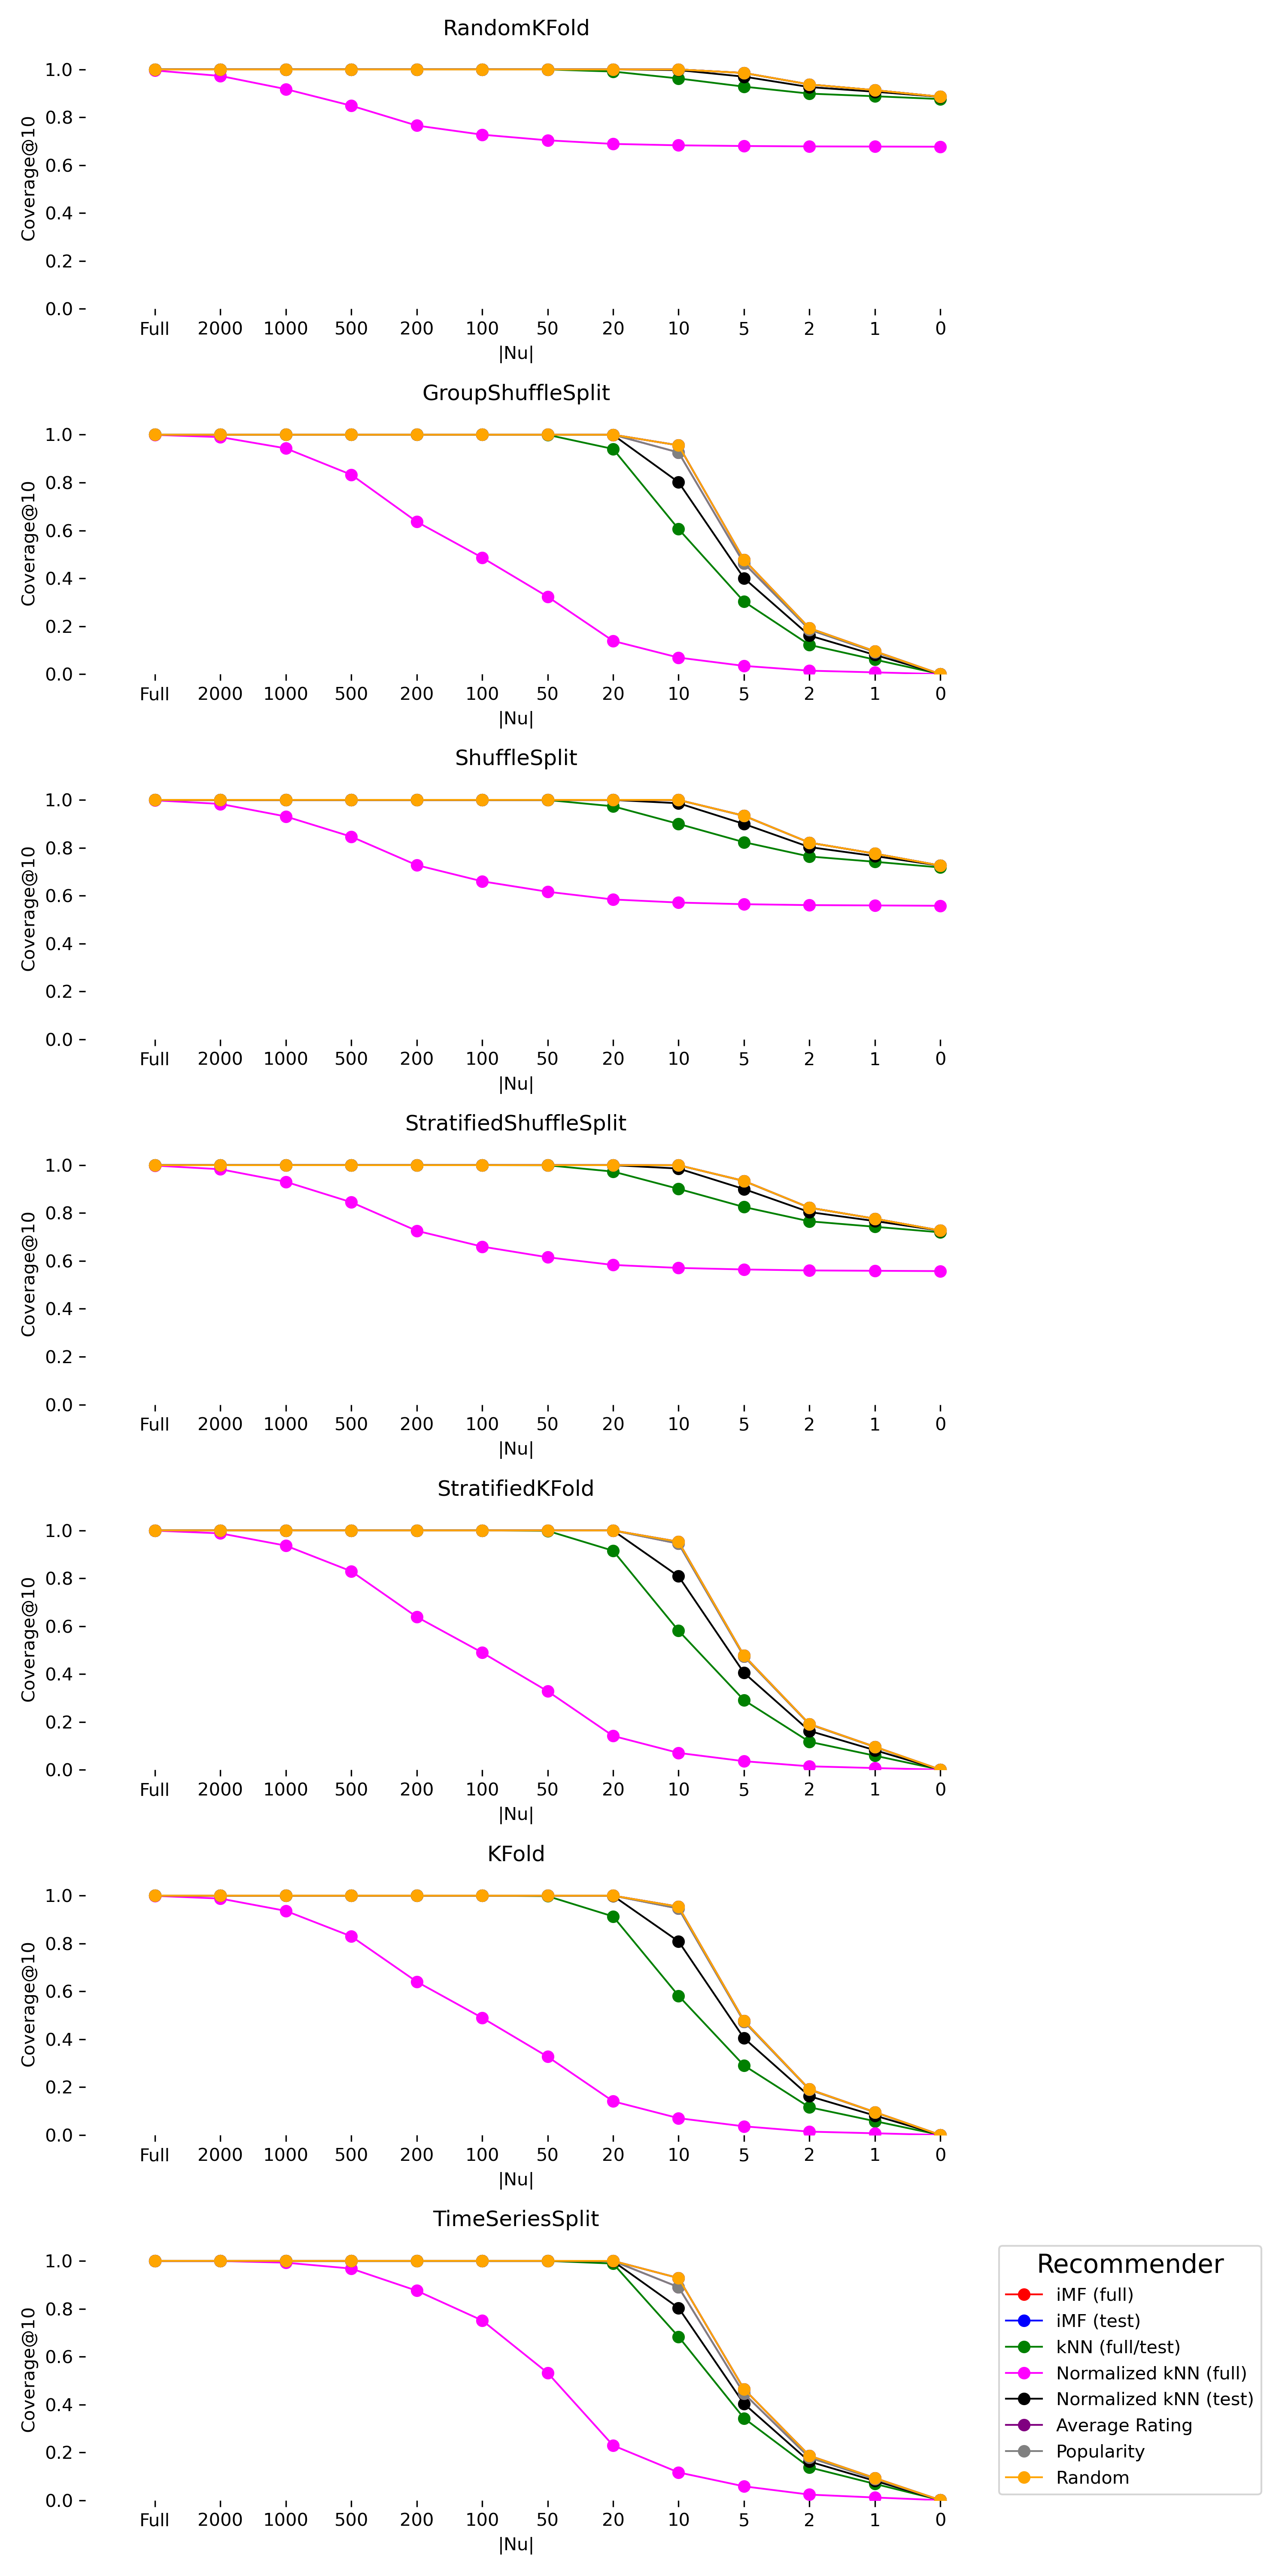 RandomKFold
1.0
0.8
0.6
0.4
0.2
0.0
Coverage@10
Full 2000 1000 500 200 100 50 20 10 5 2 1 0
|Nu|
GroupShuffleSplit
1.0
0.8
0.6
0.4
0.2
0.0
Coverage@10
Full 2000 1000 500 200 100 50 20 10 5 2 1 0
|Nu|
ShuffleSplit
1.0
0.8
0.6
0.4
0.2
0.0
Coverage@10
Full 2000 1000 500 200 100 50 20 10 5 2 1 0
|Nu|
StratifiedShuffleSplit
1.0
0.8
0.6
0.4
0.2
0.0
Coverage@10
Full 2000 1000 500 200 100 50 20 10 5 2 1 0
|Nu|
StratifiedKFold
1.0
0.8
0.6
0.4
0.2
0.0
Coverage@10
Full 2000 1000 500 200 100 50 20 10 5 2 1 0
|Nu|
KFold
1.0
0.8
0.6
0.4
0.2
0.0
Coverage@10
Full 2000 1000 500 200 100 50 20 10 5 2 1 0
|Nu|
TimeSeriesSplit
1.0
0.8
0.6
0.4
0.2
0.0
Coverage@10
Full 2000 1000 500 200 100 50 20 10 5 2 1 0
|Nu|
Recommender
iMF (full)
iMF (test)
kNN (full/test)
Normalized kNN (full)
Normalized kNN (test)
Average Rating
Popularity
Random